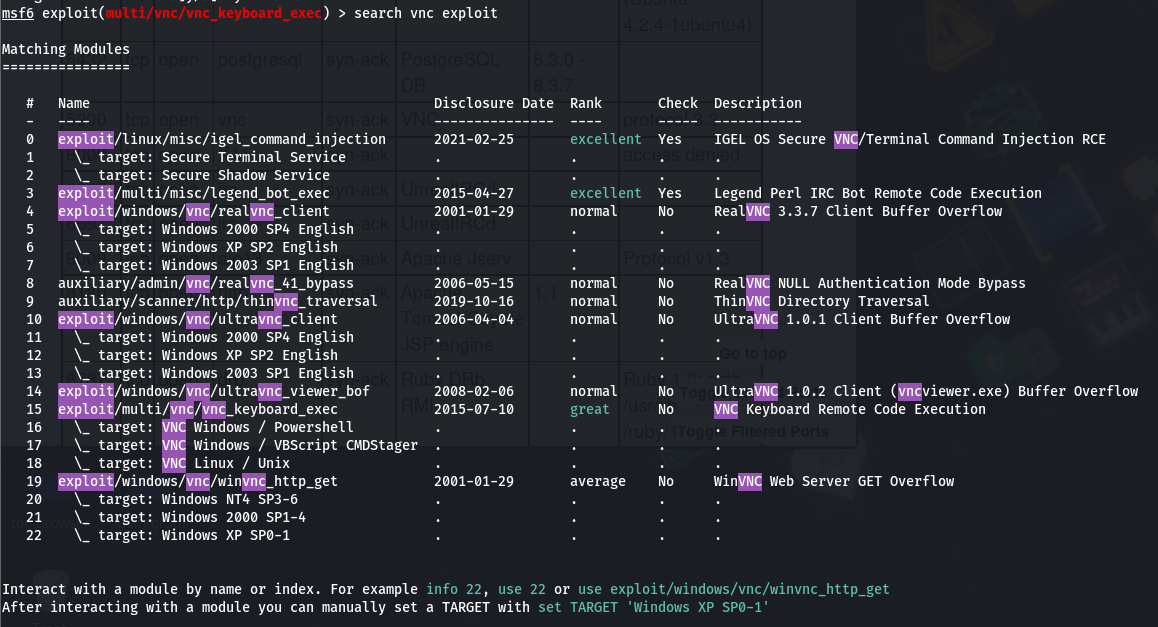 msf6 exploit(multi/vnc/vnc_keyboard_exec) > search vnc exploit
Matching Modules
================
#  Name  Disclosure Date  Rank  Check  Description
-  ----  ---------------  ----  -----  -----------
0  exploit/linux/misc/igel_command_injection  2021-02-25  excellent  Yes  IGEL OS Secure VNC/Terminal Command Injection RCE
1  \_ target: Secure Terminal Service  .  .  .  .
2  \_ target: Secure Shadow Service  .  .  .  .
3  exploit/multi/misc/legend_bot_exec  2015-04-27  excellent  Yes  Legend Perl IRC Bot Remote Code Execution
4  exploit/windows/vnc/realvnc_client  2001-01-29  normal  No  RealVNC 3.3.7 Client Buffer Overflow
5  \_ target: Windows 2000 SP4 English  .  .  .  .
6  \_ target: Windows XP SP2 English  .  .  .  .
7  \_ target: Windows 2003 SP1 English  .  .  .  .
8  auxiliary/admin/vnc/realvnc_41_bypass  2006-05-15  normal  No  RealVNC NULL Authentication Mode Bypass
9  auxiliary/scanner/http/thinvnc_traversal  2019-10-16  normal  No  ThinVNC Directory Traversal
10  exploit/windows/vnc/ultravnc_client  2006-04-04  normal  No  UltraVNC 1.0.1 Client Buffer Overflow
11  \_ target: Windows 2000 SP4 English  .  .  .  .
12  \_ target: Windows XP SP2 English  .  .  .  .
13  \_ target: Windows 2003 SP1 English  .  .  .  .
14  exploit/windows/vnc/ultravnc_viewer_bof  2008-02-06  normal  No  UltraVNC 1.0.2 Client (vncviewer.exe) Buffer Overflow
15  exploit/multi/vnc/vnc_keyboard_exec  2015-07-10  great  No  VNC Keyboard Remote Code Execution
16  \_ target: VNC Windows / Powershell  .  .  .  .
17  \_ target: VNC Windows / VBScript CMDStager  .  .  .  .
18  \_ target: VNC Linux / Unix  .  .  .  .
19  exploit/windows/vnc/winvnc_http_get  2001-01-29  average  No  WinVNC Web Server GET Overflow
20  \_ target: Windows NT4 SP3-6  .  .  .  .
21  \_ target: Windows 2000 SP1-4  .  .  .  .
22  \_ target: Windows XP SP0-1  .  .  .  .
Interact with a module by name or index. For example info 22, use 22 or use exploit/windows/vnc/winvnc_http_get
After interacting with a module you can manually set a TARGET with set TARGET 'Windows XP SP0-1'